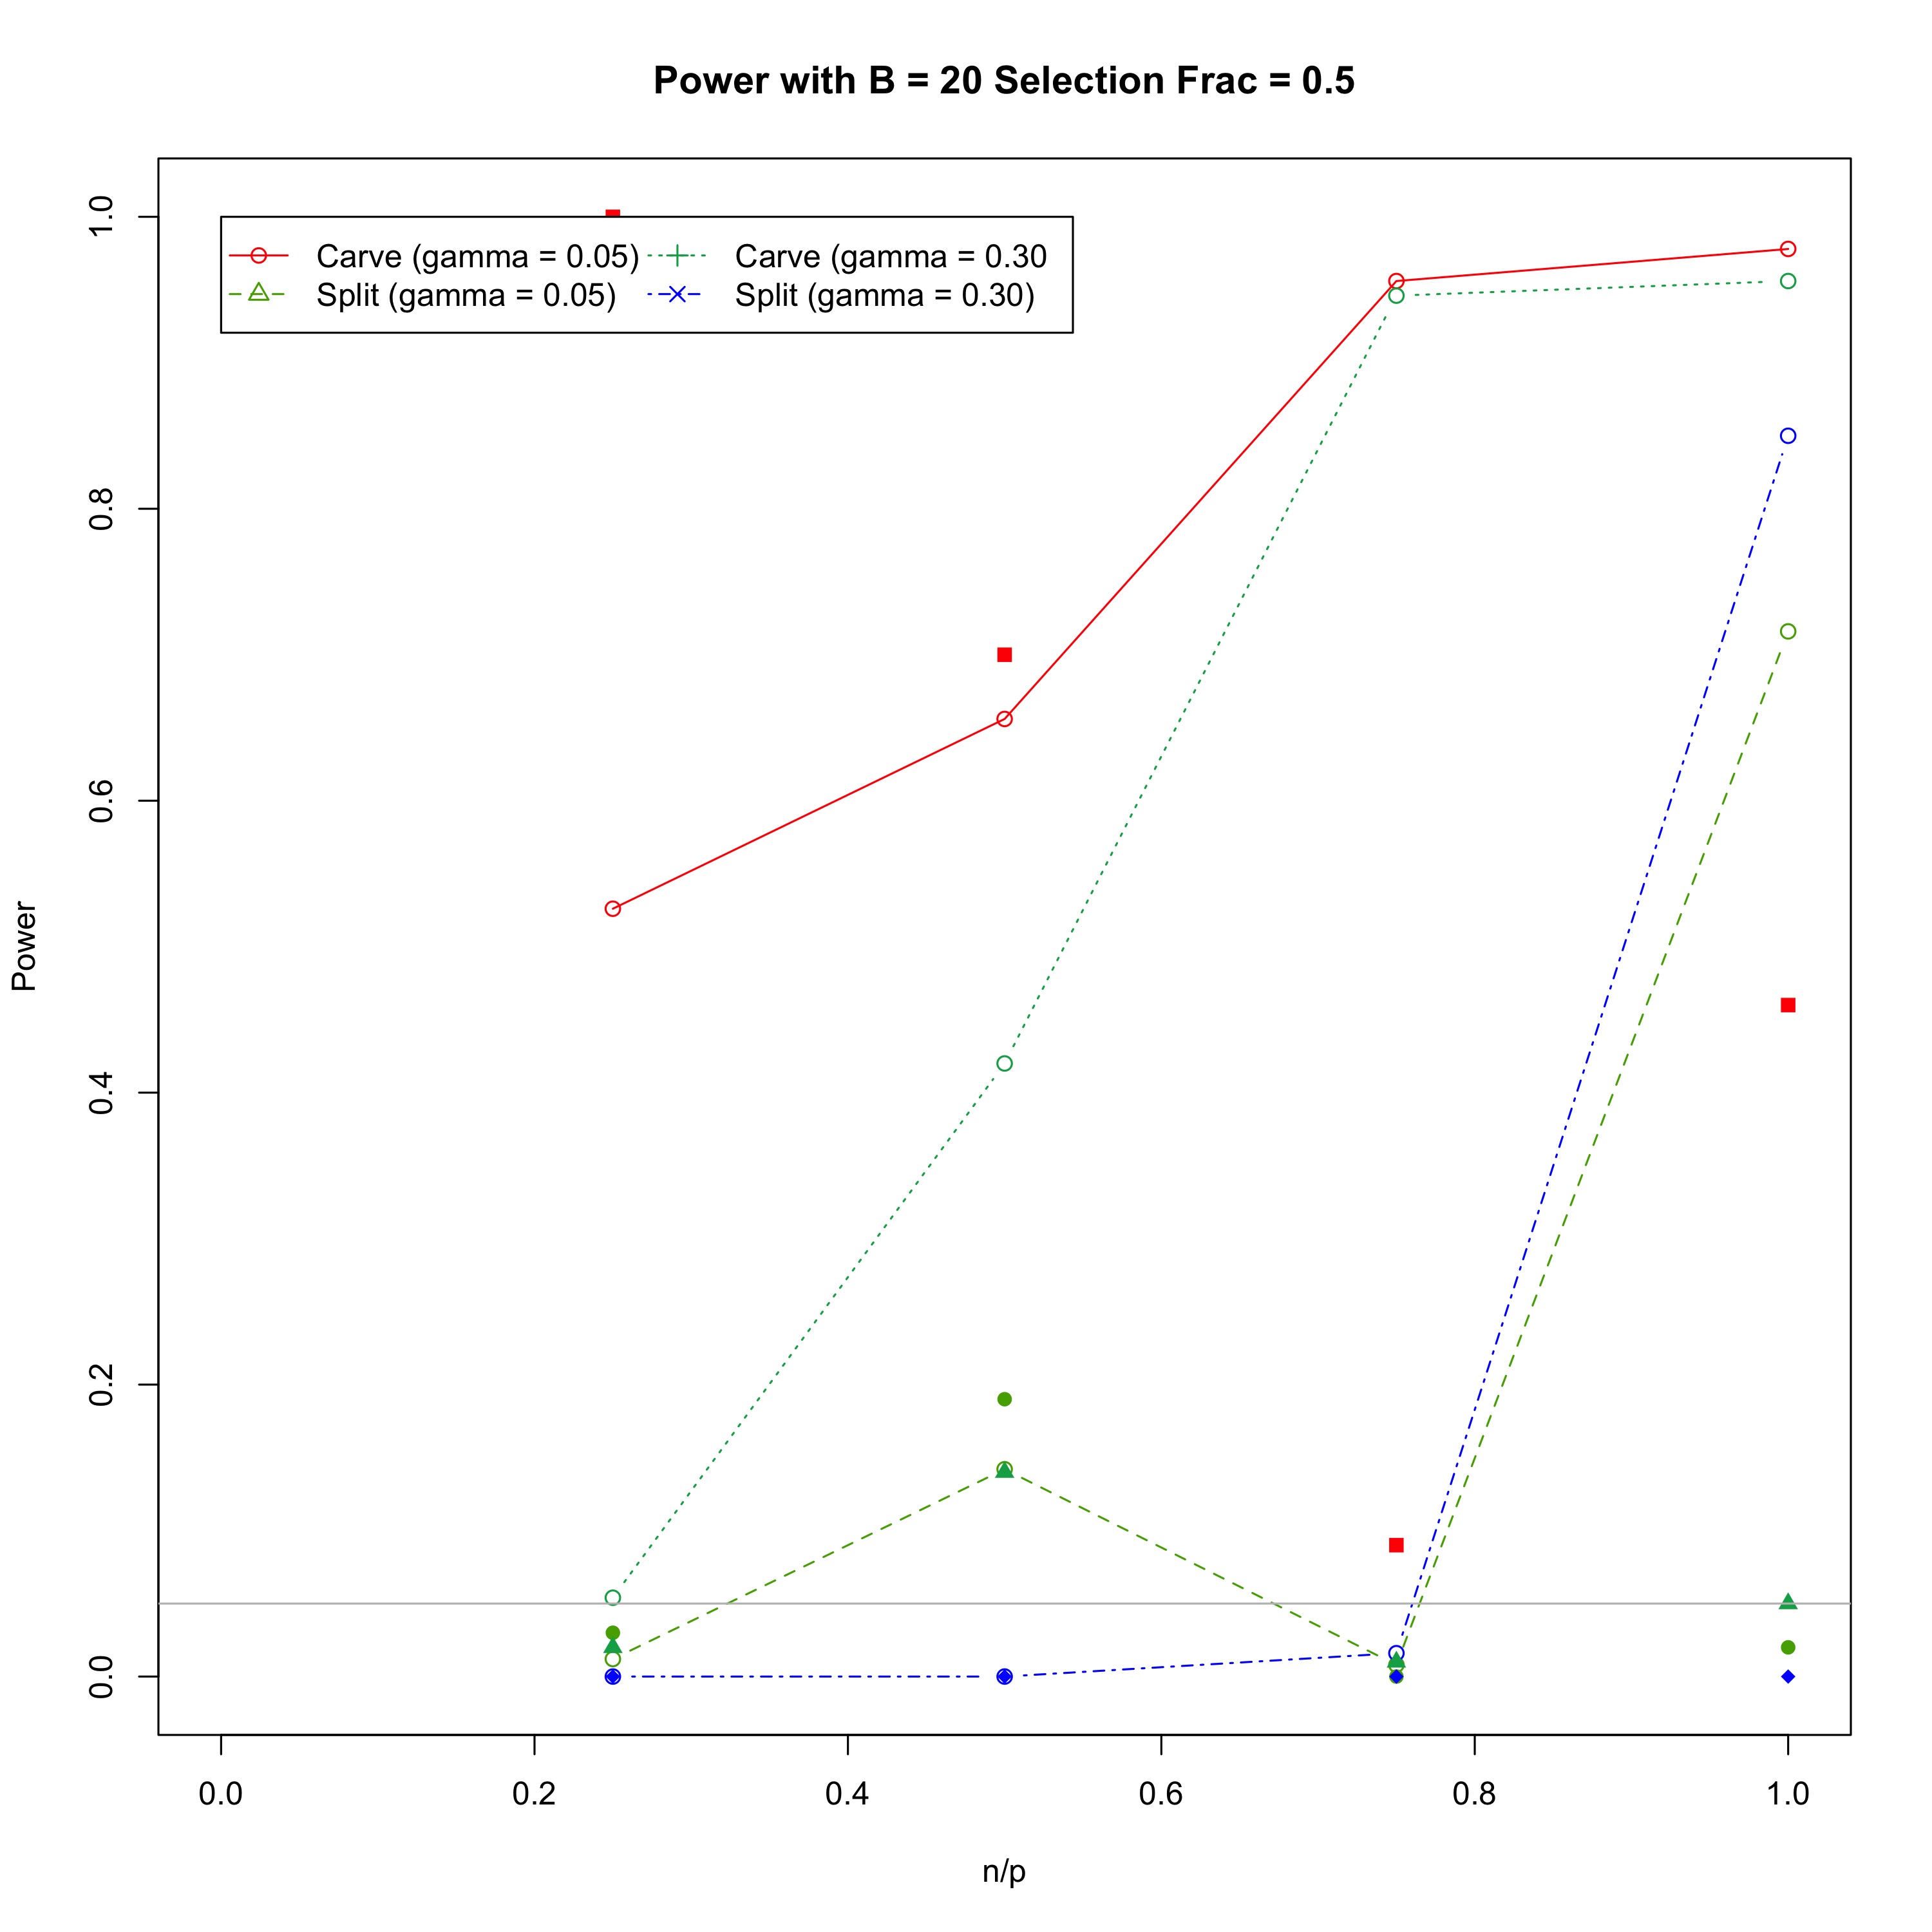 Power with B = 20 Selection Frac = 0.5
Carve (gamma = 0.05)
Split (gamma = 0.05)
Carve (gamma = 0.30
Split (gamma = 0.30)
Power
1.0
0.8
0.6
0.4
0.2
0.0
0.0 0.2 0.4 0.6 0.8 1.0
n/p